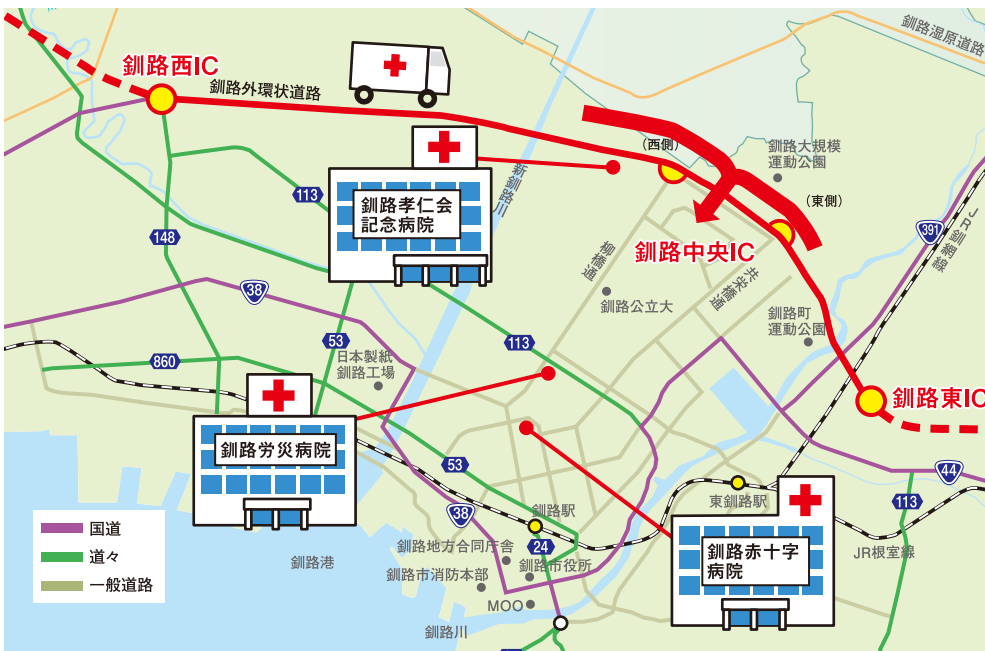 釧路湿原道路
釧路西IC
釧路外環状道路
(西側)
釧路大規模
運動公園
(東側)
新釧路川
113
釧路孝仁会
記念病院
391
JR釧網線
148
釧路中央IC
柳橋通
共栄橋通
38
釧路公立大
釧路町
運動公園
53
113
860
日本製紙
釧路工場
釧路東IC
釧路労災病院
53
44
38
東釧路駅
113
釧路駅
国道
24
釧路地方合同庁舎
JR根室線
道々
釧路港
釧路市役所
釧路赤十字
病院
釧路市消防本部
一般道路
MOO
釧路川